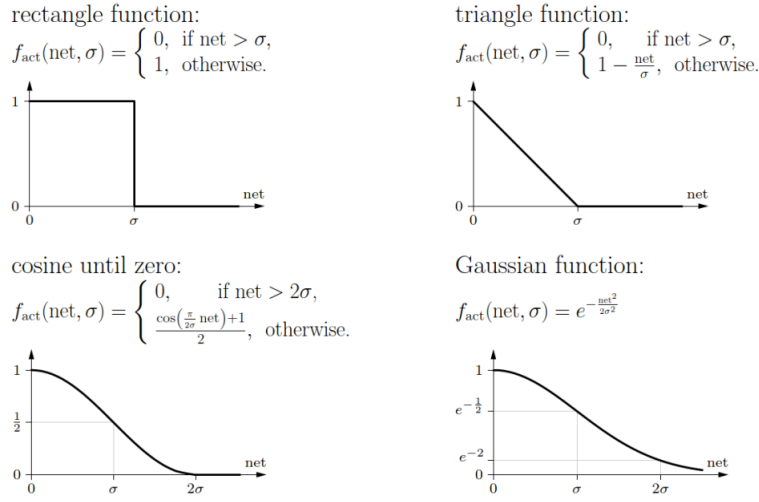 rectangle function:
f_act(net, σ) = { 0, if net > σ,
1, otherwise.
1
0
0
σ
net
triangle function:
f_act(net, σ) = { 0, if net > σ,
1 − net/σ, otherwise.
1
0
0
σ
net
cosine until zero:
f_act(net, σ) = { 0, if net > 2σ,
(cos(π/2σ net)+1)/2, otherwise.
1
1/2
0
0
σ
2σ
net
Gaussian function:
f_act(net, σ) = e^(−net²/2σ²)
1
e^(−1/2)
e^(−2)
0
0
σ
2σ
net